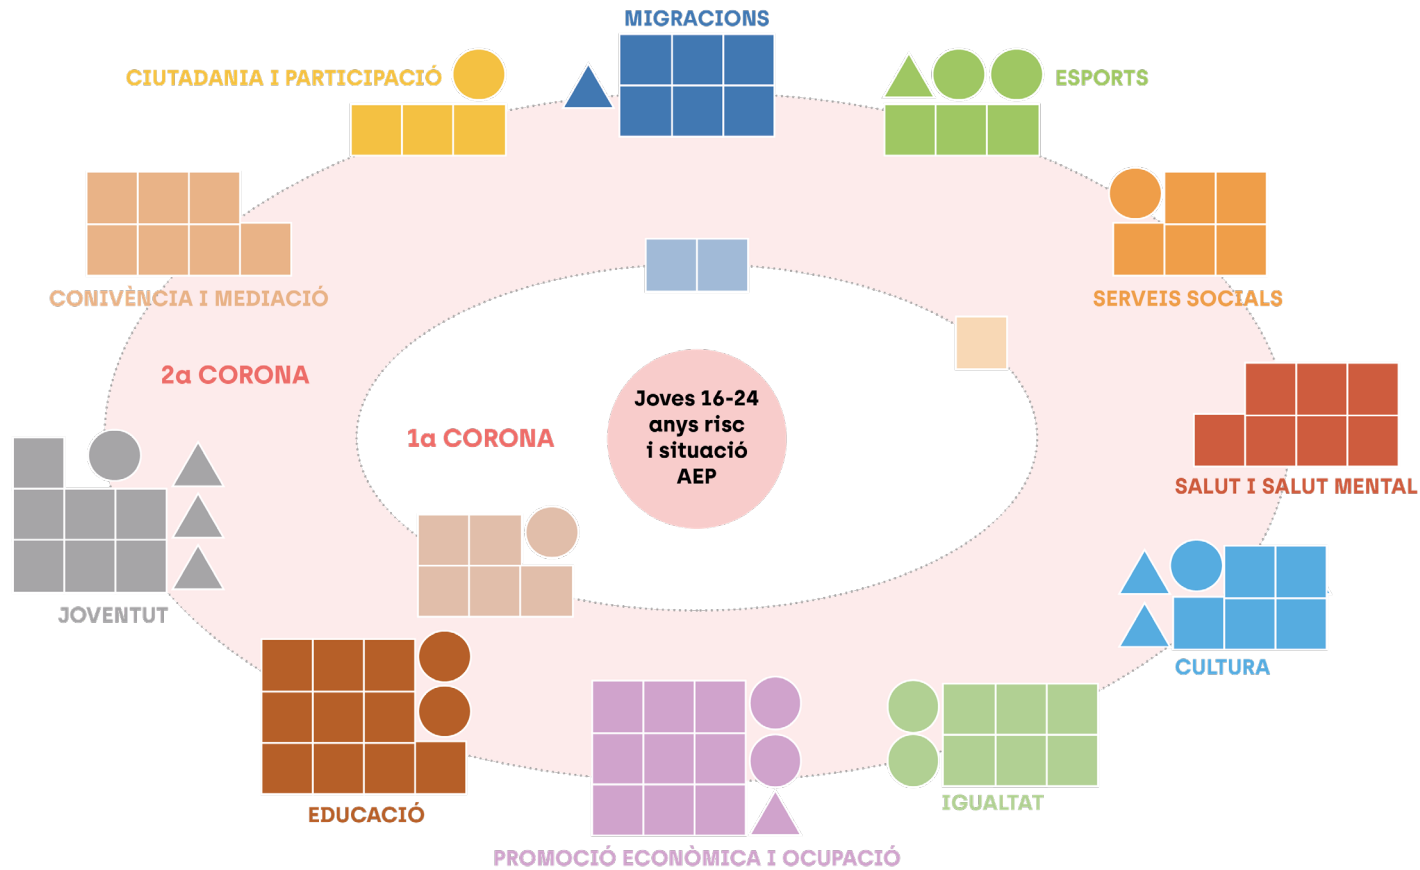 MIGRACIONS
CIUTADANIA I PARTICIPACIÓ
ESPORTS
CONIVÈNCIA I MEDIACIÓ
SERVEIS SOCIALS
2a CORONA
1a CORONA
Joves 16-24
anys risc
i situació
AEP
SALUT I SALUT MENTAL
JOVENTUT
CULTURA
EDUCACIÓ
IGUALTAT
PROMOCIÓ ECONÒMICA I OCUPACIÓ